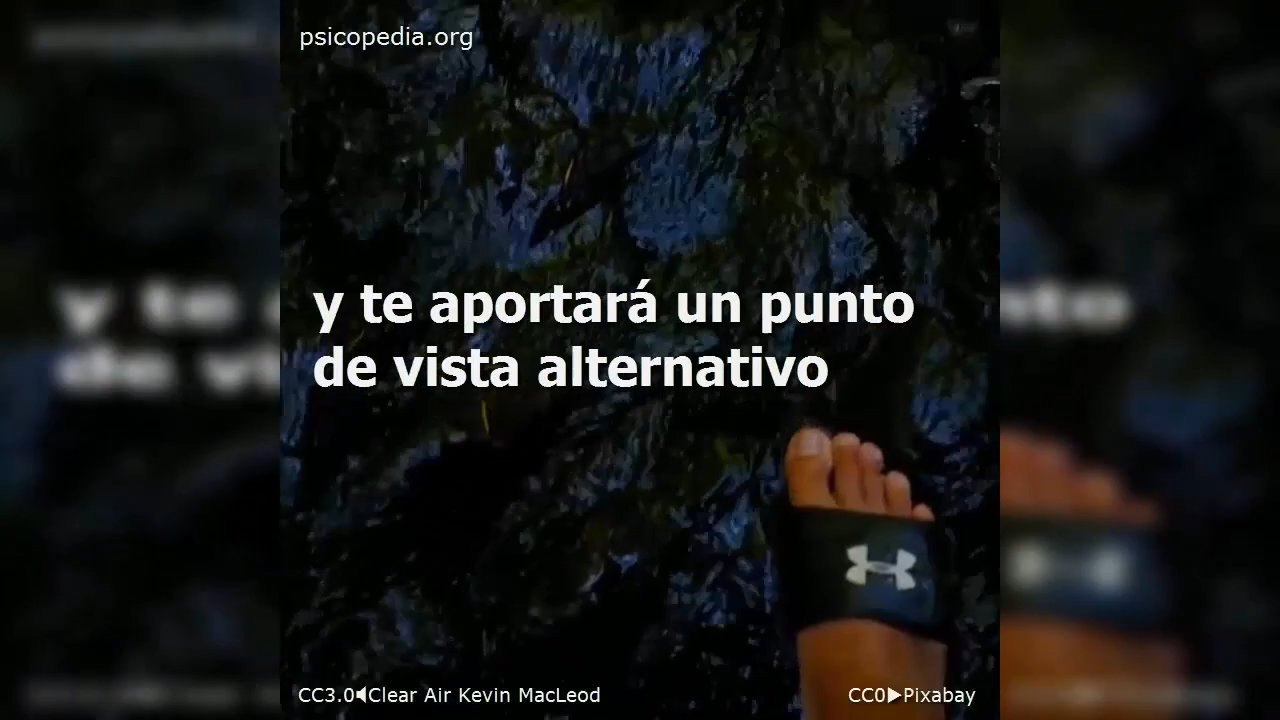 psicopedia.org
y te aportará un punto
de vista alternativo
CC3.0◀Clear Air Kevin MacLeod
CC0▶Pixabay